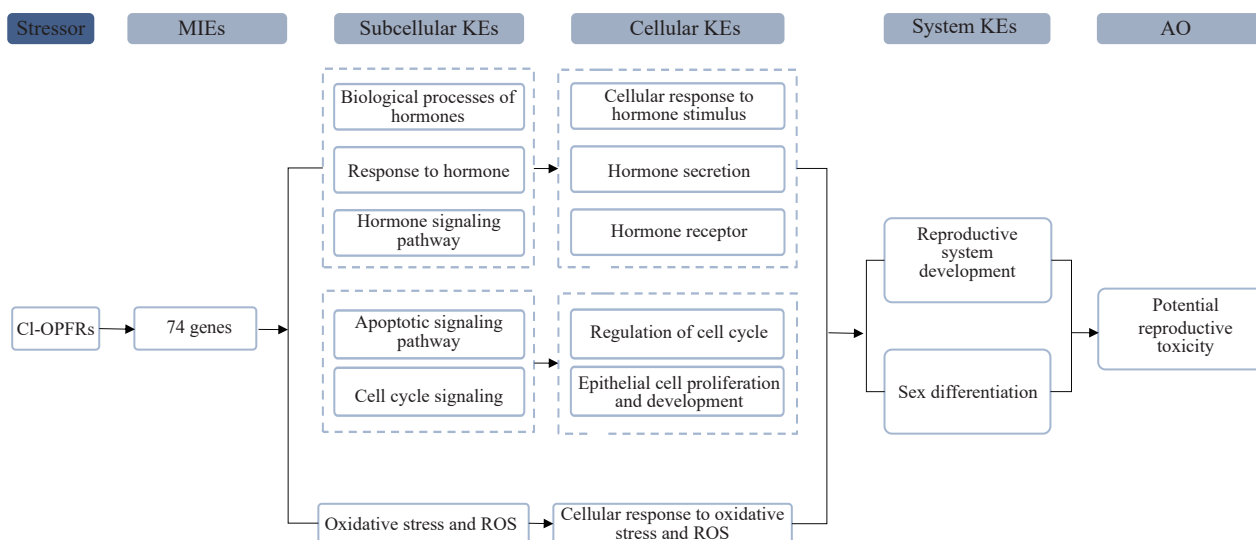 Stressor
MIEs
Subcellular KEs
Cellular KEs
System KEs
AO
Biological processes of
hormones
Response to hormone
Hormone signaling
pathway
Cellular response to
hormone stimulus
Hormone secretion
Hormone receptor
Cl-OPFRs
74 genes
Apoptotic signaling
pathway
Cell cycle signaling
Regulation of cell cycle
Epithelial cell proliferation
and development
Oxidative stress and ROS
Cellular response to oxidative
stress and ROS
Reproductive
system
development
Sex differentiation
Potential
reproductive
toxicity